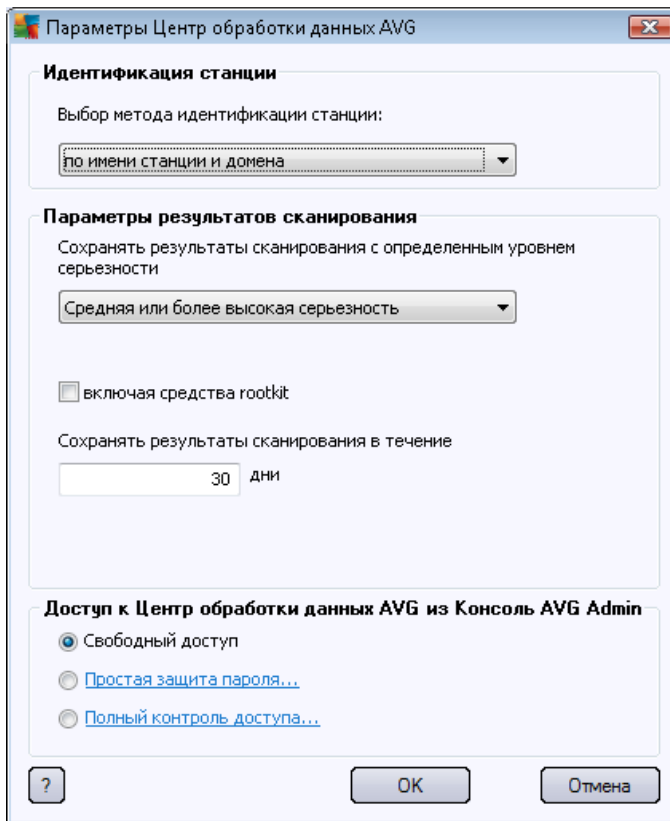 Параметры Центр обработки данных AVG
Идентификация станции
Выбор метода идентификации станции:
по имени станции и домена
Параметры результатов сканирования
Сохранять результаты сканирования с определенным уровнем
серьезности
Средняя или более высокая серьезность
включая средства rootkit
Сохранять результаты сканирования в течение
30 дни
Доступ к Центр обработки данных AVG из Консоль AVG Admin
Свободный доступ
Простая защита пароля...
Полный контроль доступа...
? OK Отмена